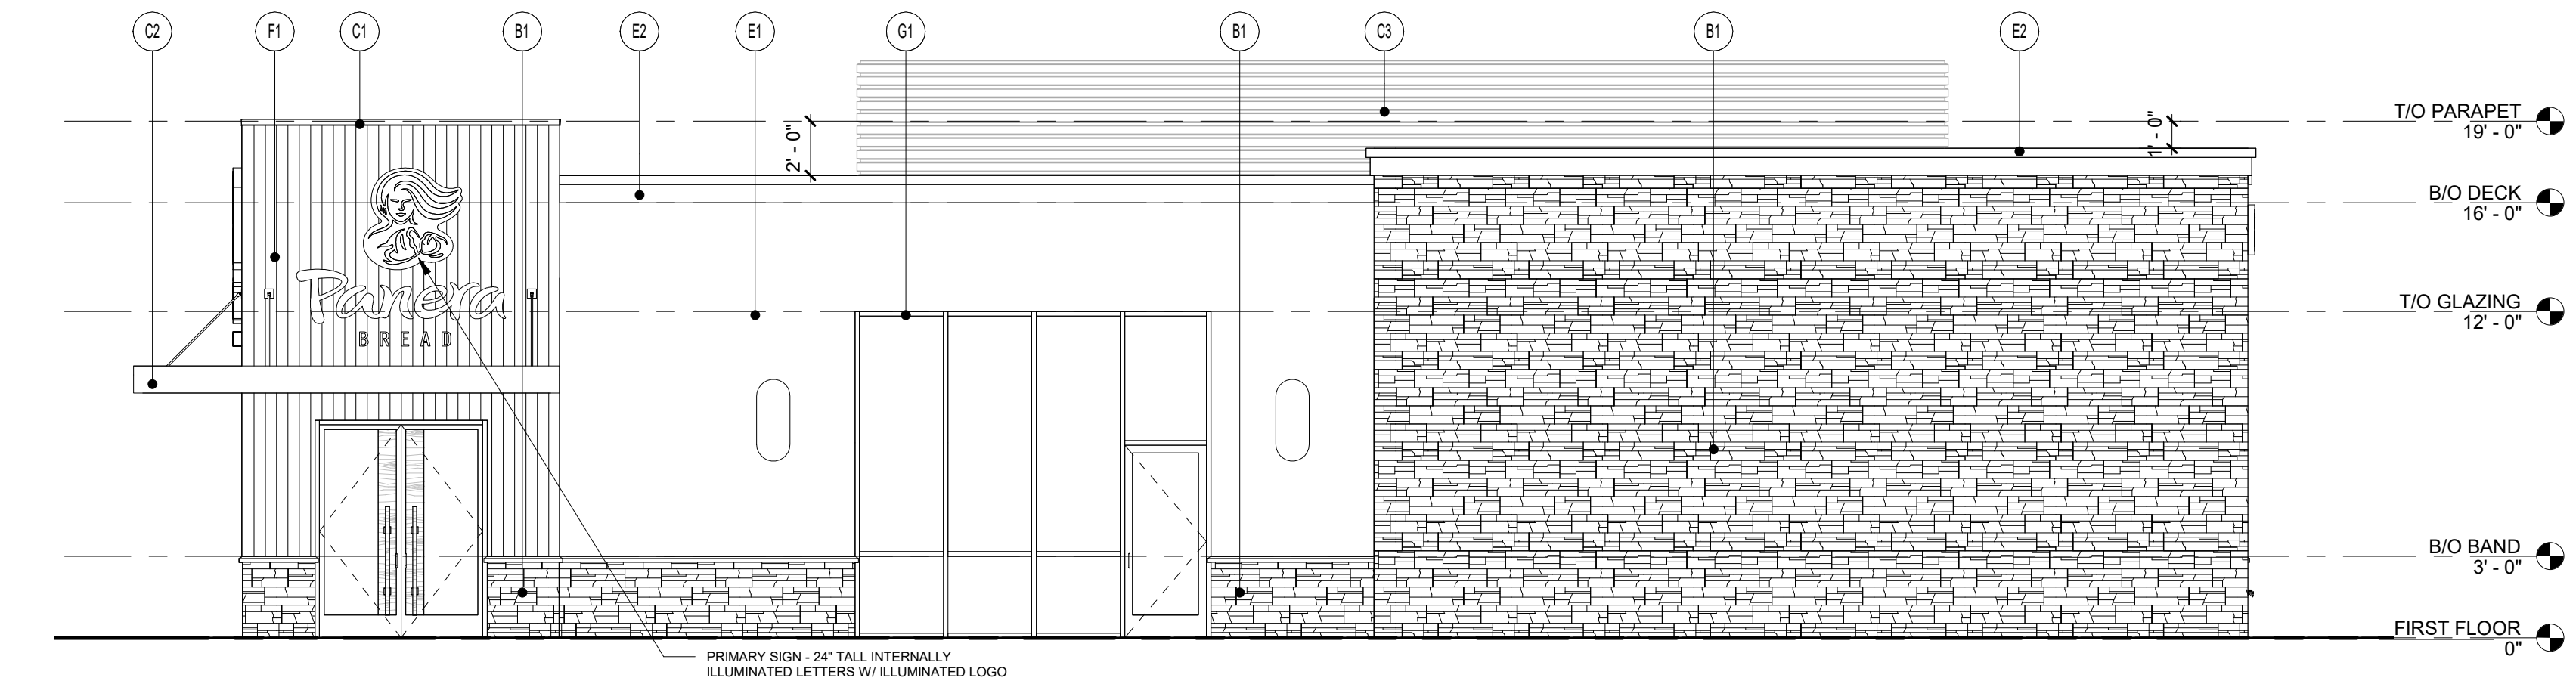 C2 F1 C1 B1 E2 E1 G1 B1 C3 B1 E2
T/O PARAPET
19' - 0"
2' - 0"
1' - 0"
B/O DECK
16' - 0"
Panera
BREAD
T/O GLAZING
12' - 0"
B/O BAND
3' - 0"
FIRST FLOOR
0"
PRIMARY SIGN - 24" TALL INTERNALLY
ILLUMINATED LETTERS W/ ILLUMINATED LOGO